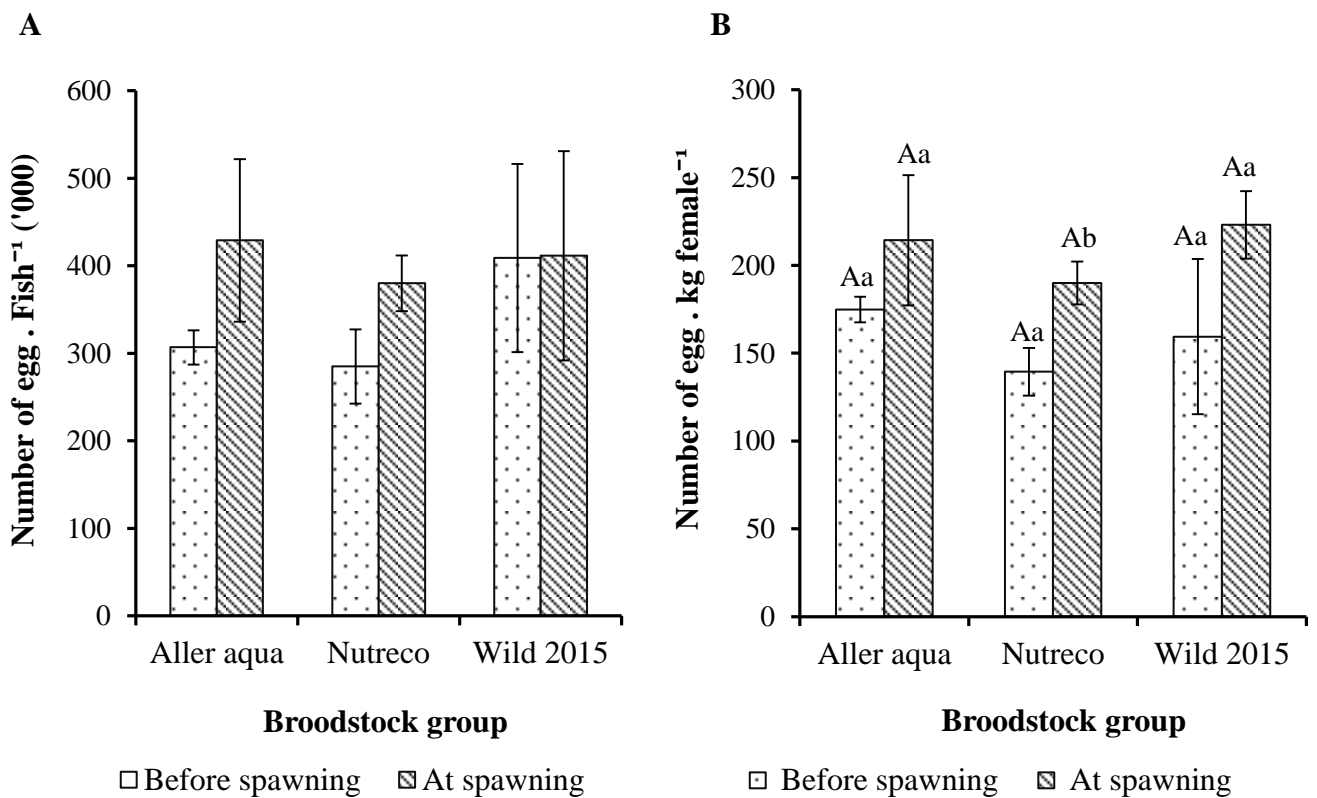 A
Number of egg . Fish⁻¹ ('000)
600
500
400
300
200
100
0
Aller aqua Nutreco Wild 2015
Broodstock group
Before spawning At spawning
B
Number of egg . kg female⁻¹
300
250
200
150
100
50
0
Aa Aa Aa Ab Aa Aa
Aller aqua Nutreco Wild 2015
Broodstock group
Before spawning At spawning